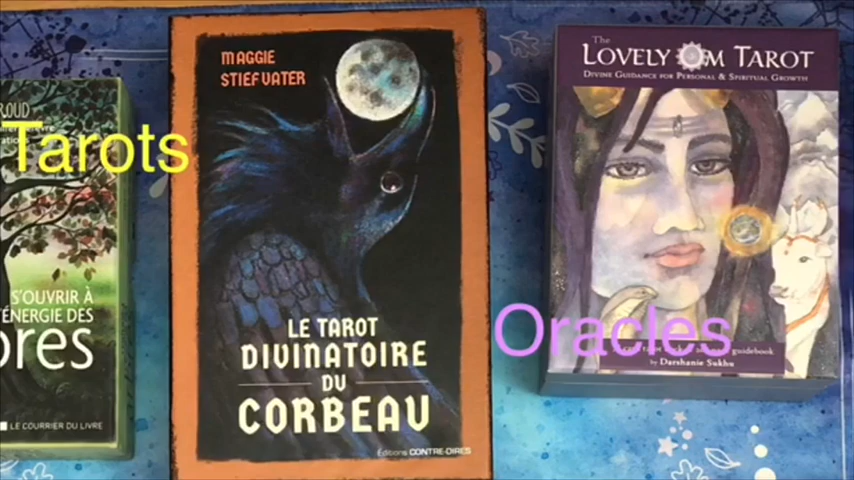 ROUD
Tarots
S'OUVRIR À
L'ÉNERGIE DES
ores
LE COURRIER DU LIVRE
MAGGIE
STIEFVATER
LE TAROT
DIVINATOIRE
DU
CORBEAU
Éditions CONTRE-DIRES
The
LOVELY OM TAROT
DIVINE GUIDANCE FOR PERSONAL & SPIRITUAL GROWTH
Oracles
guidebook
by Darshanie Sukhu